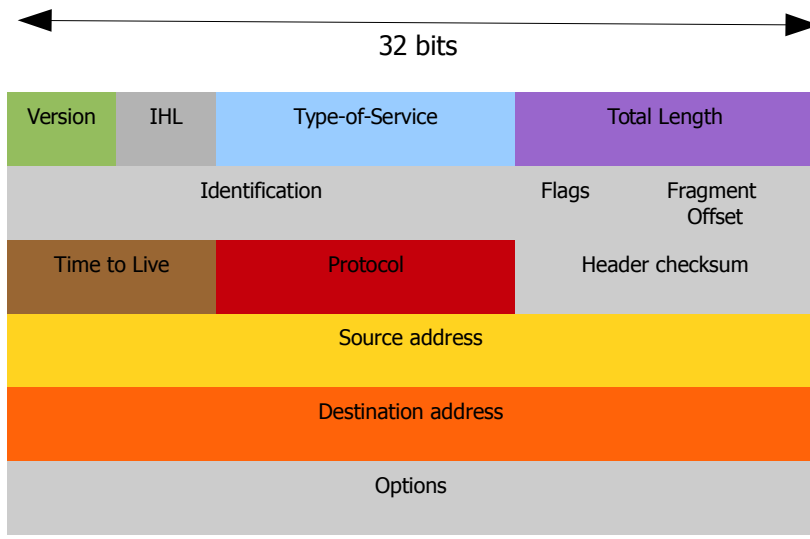 32 bits
Version IHL Type-of-Service Total Length
Identification Flags Fragment
Offset
Time to Live Protocol Header checksum
Source address
Destination address
Options